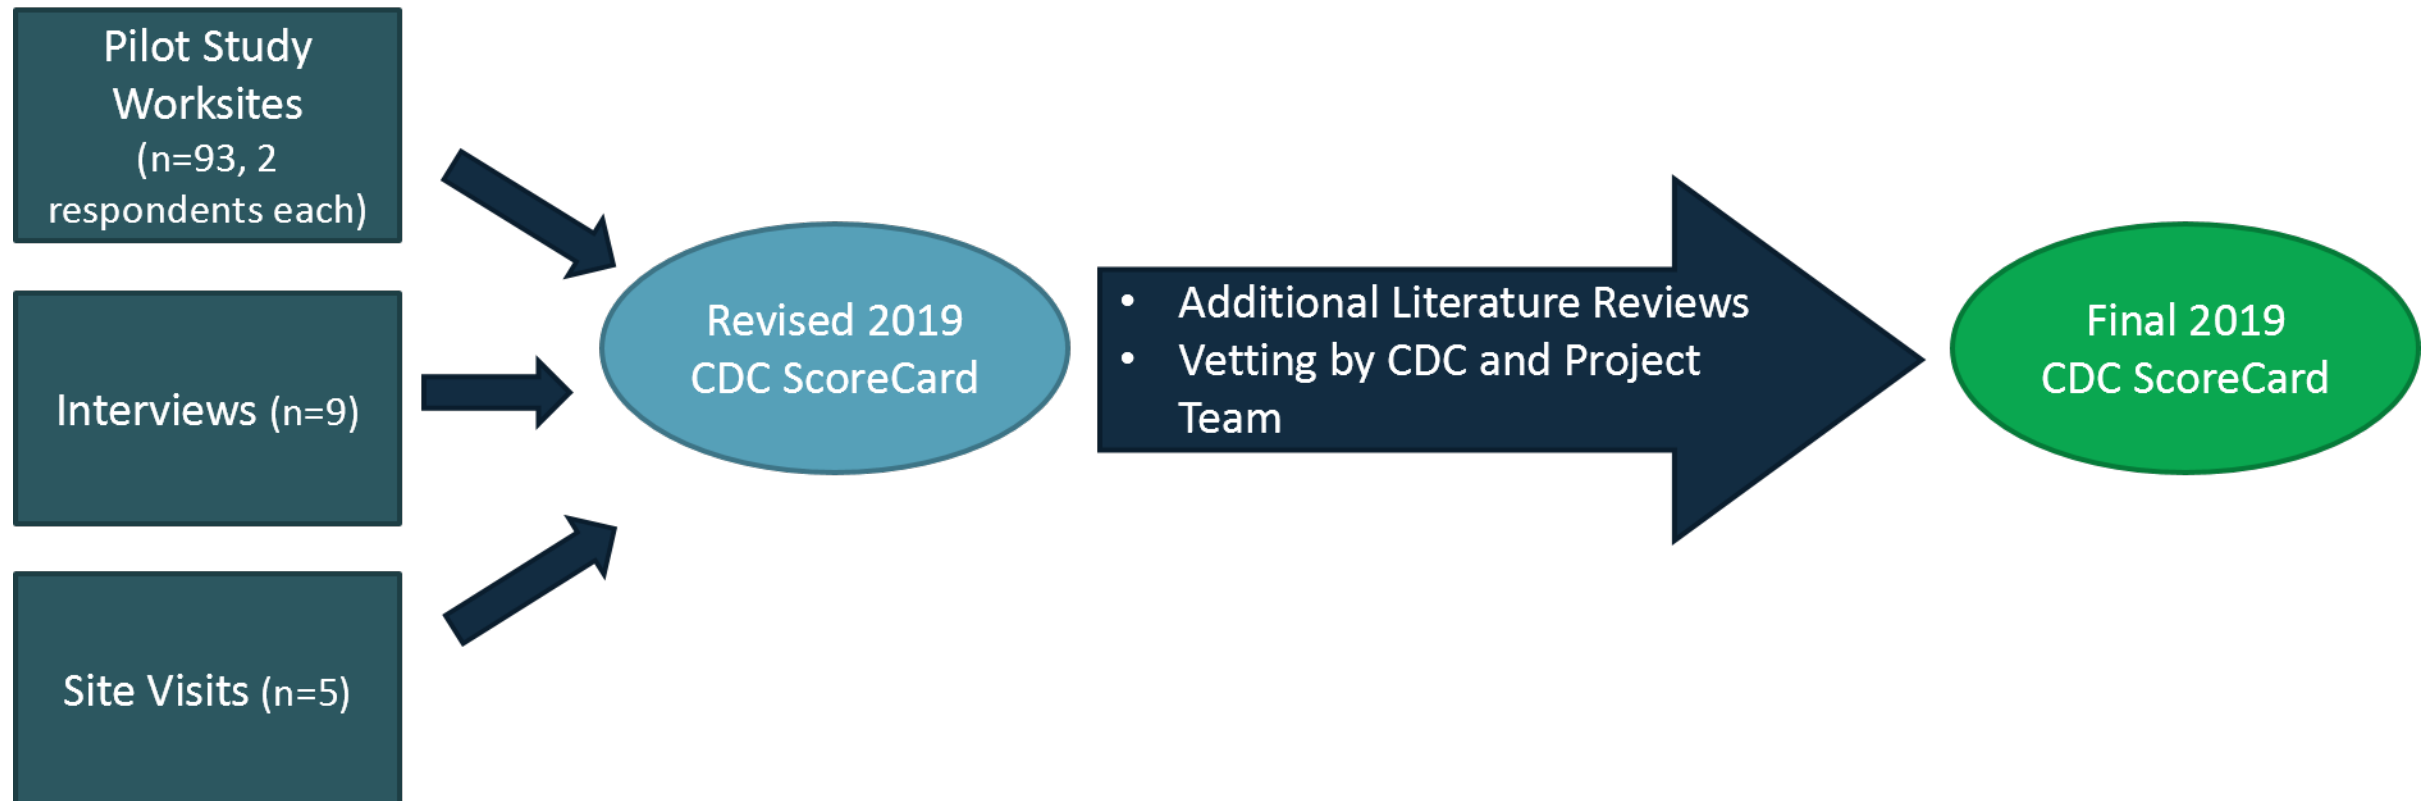 Pilot Study
Worksites
(n=93, 2
respondents each)
Interviews (n=9)
Site Visits (n=5)
Revised 2019
CDC ScoreCard
• Additional Literature Reviews
• Vetting by CDC and Project
Team
Final 2019
CDC ScoreCard